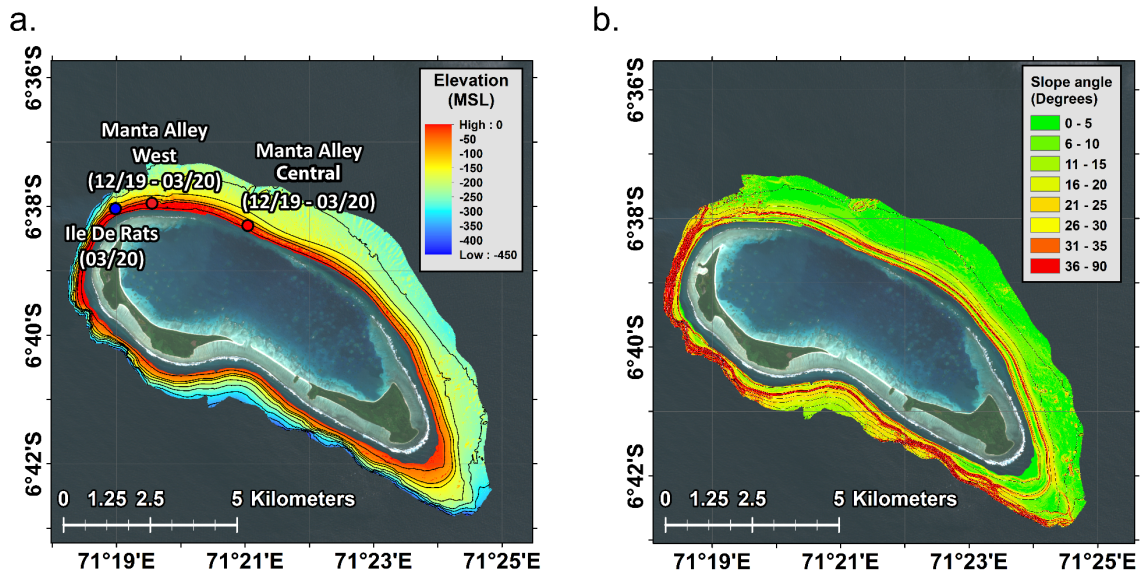 a.
6°36'S
6°38'S
6°40'S
6°42'S
Manta Alley
West
(12/19 - 03/20)
Manta Alley
Central
(12/19 - 03/20)
Ile De Rats
(03/20)
Elevation
(MSL)
High : 0
-50
-100
-150
-200
-250
-300
-350
-400
Low : -450
0 1.25 2.5 5 Kilometers
71°19'E 71°21'E 71°23'E 71°25'E
b.
6°36'S
6°38'S
6°40'S
6°42'S
Slope angle
(Degrees)
0 - 5
6 - 10
11 - 15
16 - 20
21 - 25
26 - 30
31 - 35
36 - 90
0 1.25 2.5 5 Kilometers
71°19'E 71°21'E 71°23'E 71°25'E